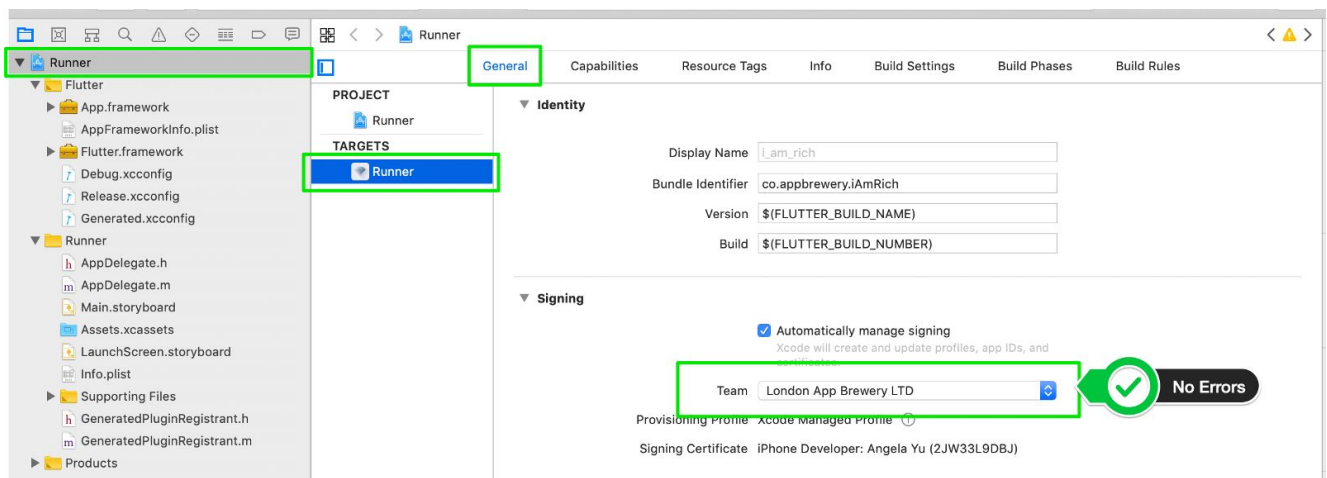 Runner
Runner
General
Capabilities
Resource Tags
Info
Build Settings
Build Phases
Build Rules
Flutter
App.framework
AppFrameworkInfo.plist
Flutter.framework
Debug.xcconfig
Release.xcconfig
Generated.xcconfig
Runner
AppDelegate.h
AppDelegate.m
Main.storyboard
Assets.xcassets
LaunchScreen.storyboard
Info.plist
Supporting Files
GeneratedPluginRegistrant.h
GeneratedPluginRegistrant.m
Products
PROJECT
Runner
TARGETS
Runner
Identity
Display Name i_am_rich
Bundle Identifier co.appbrewery.iAmRich
Version $(FLUTTER_BUILD_NAME)
Build $(FLUTTER_BUILD_NUMBER)
Signing
Automatically manage signing
Xcode will create and update profiles, app IDs, and
certificates.
Team London App Brewery LTD
No Errors
Provisioning Profile Xcode Managed Profile
Signing Certificate iPhone Developer: Angela Yu (2JW33L9DBJ)